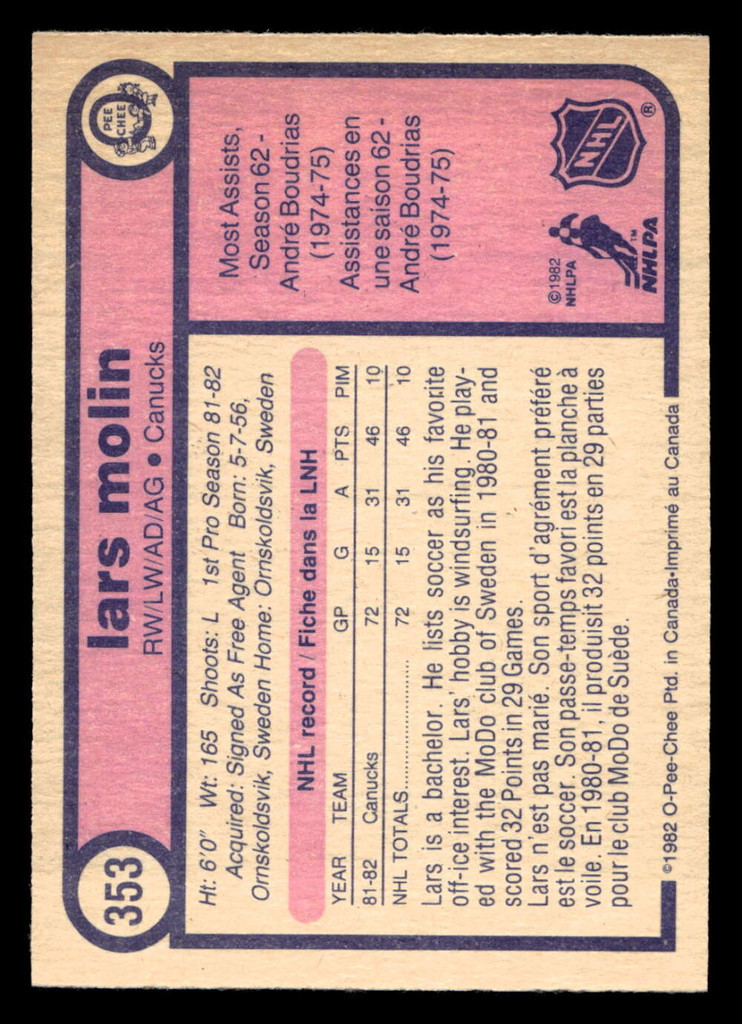 353
lars molin
RW/LW/AD/AG • Canucks
O
PEE
CHEE
Ht: 6'0" Wt: 165 Shoots: L 1st Pro Season 81-82
Acquired: Signed As Free Agent Born: 5-7-56,
Ornskoldsvik, Sweden Home: Ornskoldsvik, Sweden
NHL record / Fiche dans la LNH
YEAR TEAM GP G A PTS PIM
81-82 Canucks 72 15 31 46 10
NHL TOTALS.................... 72 15 31 46 10
Lars is a bachelor. He lists soccer as his favorite
off-ice interest. Lars' hobby is windsurfing. He play-
ed with the MoDo club of Sweden in 1980-81 and
scored 32 Points in 29 Games.
Lars n'est pas marié. Son sport d'agrément préféré
est le soccer. Son passe-temps favori est la planche à
voile. En 1980-81, il produisit 32 points en 29 parties
pour le club MoDo de Suède.
Most Assists,
Season 62 -
André Boudrias
(1974-75)
Assistances en
une saison 62 -
André Boudrias
(1974-75)
©1982
NHLPA
TM
NHLPA
NHL
®
©1982 O-Pee-Chee Ptd. in Canada-Imprimé au Canada